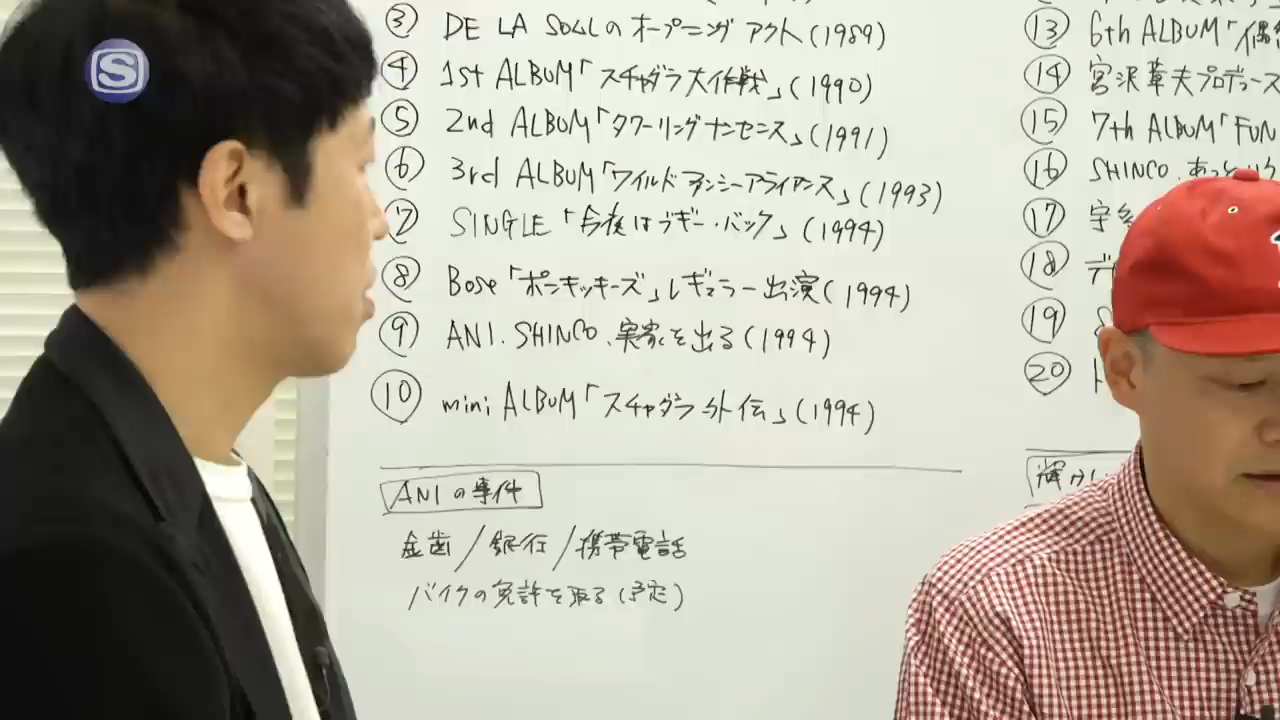 S
③ DE LA SOULのオープニングアクト(1989)
④ 1st ALBUM「スチャダラ大作戦」(1990)
⑤ 2nd ALBUM「タワーリングナンセンス」(1991)
⑥ 3rd ALBUM「ワイルドファンシーアライアンス」(1993)
⑦ SINGLE「今夜はブギー・バック」(1994)
⑧ Bose「ポンキッキーズ」レギュラー出演(1994)
⑨ ANI、SHINCO、実家を出る(1994)
⑩ mini ALBUM「スチャダラ外伝」(1994)
ANIの事件
金歯/銀行/携帯電話
バイクの免許を取る(予定)
⑬ 6th ALBUM「偶
⑭ 宮沢章夫プロデュース
⑮ 7th ALBUM「FUN
⑯ SHINCO、あっ
⑰ 宇
⑱ デ
⑲
⑳